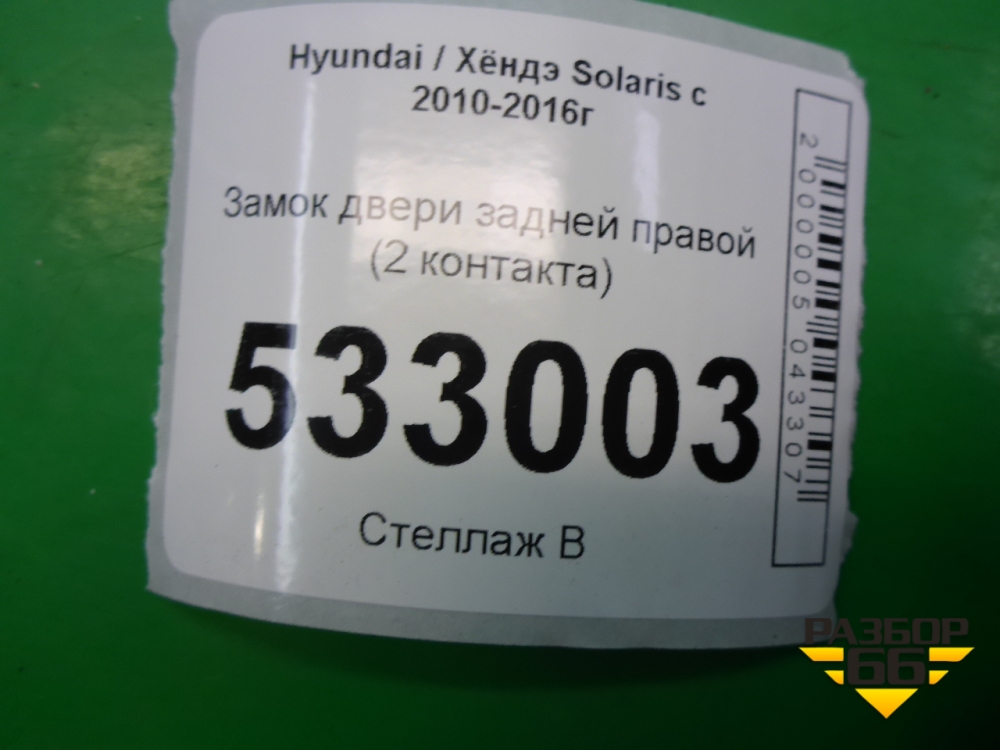 Hyundai / Хёндэ Solaris с
2010-2016г
Замок двери задней правой
(2 контакта)
533003
Стеллаж В
2000005043307
РАЗБОР
66